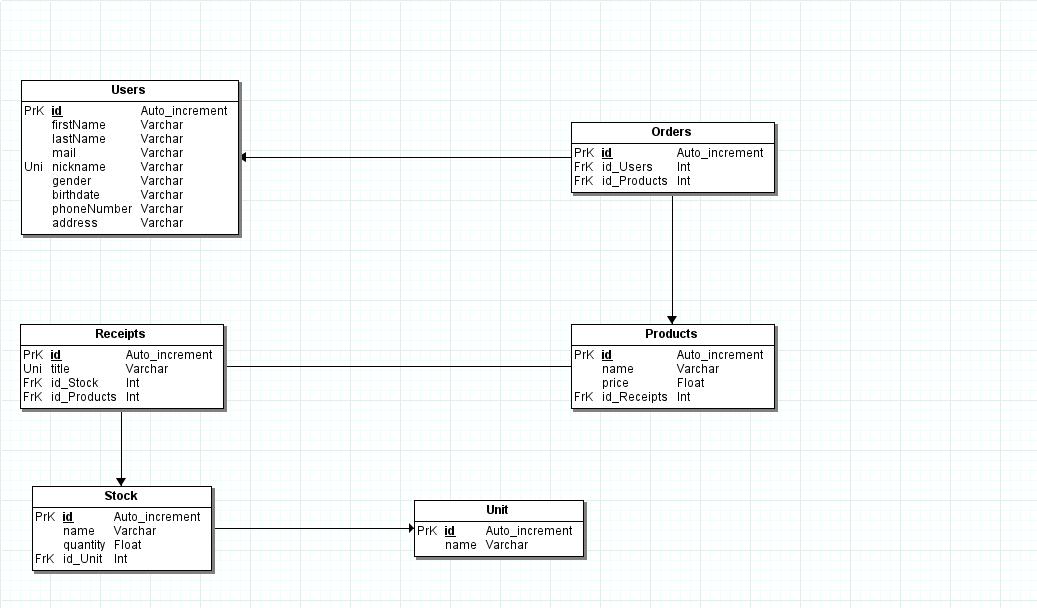 Users
PrK id Auto_increment
firstName Varchar
lastName Varchar
mail Varchar
Uni nickname Varchar
gender Varchar
birthdate Varchar
phoneNumber Varchar
address Varchar
Orders
PrK id Auto_increment
FrK id_Users Int
FrK id_Products Int
Receipts
PrK id Auto_increment
Uni title Varchar
FrK id_Stock Int
FrK id_Products Int
Products
PrK id Auto_increment
name Varchar
price Float
FrK id_Receipts Int
Stock
PrK id Auto_increment
name Varchar
quantity Float
FrK id_Unit Int
Unit
PrK id Auto_increment
name Varchar